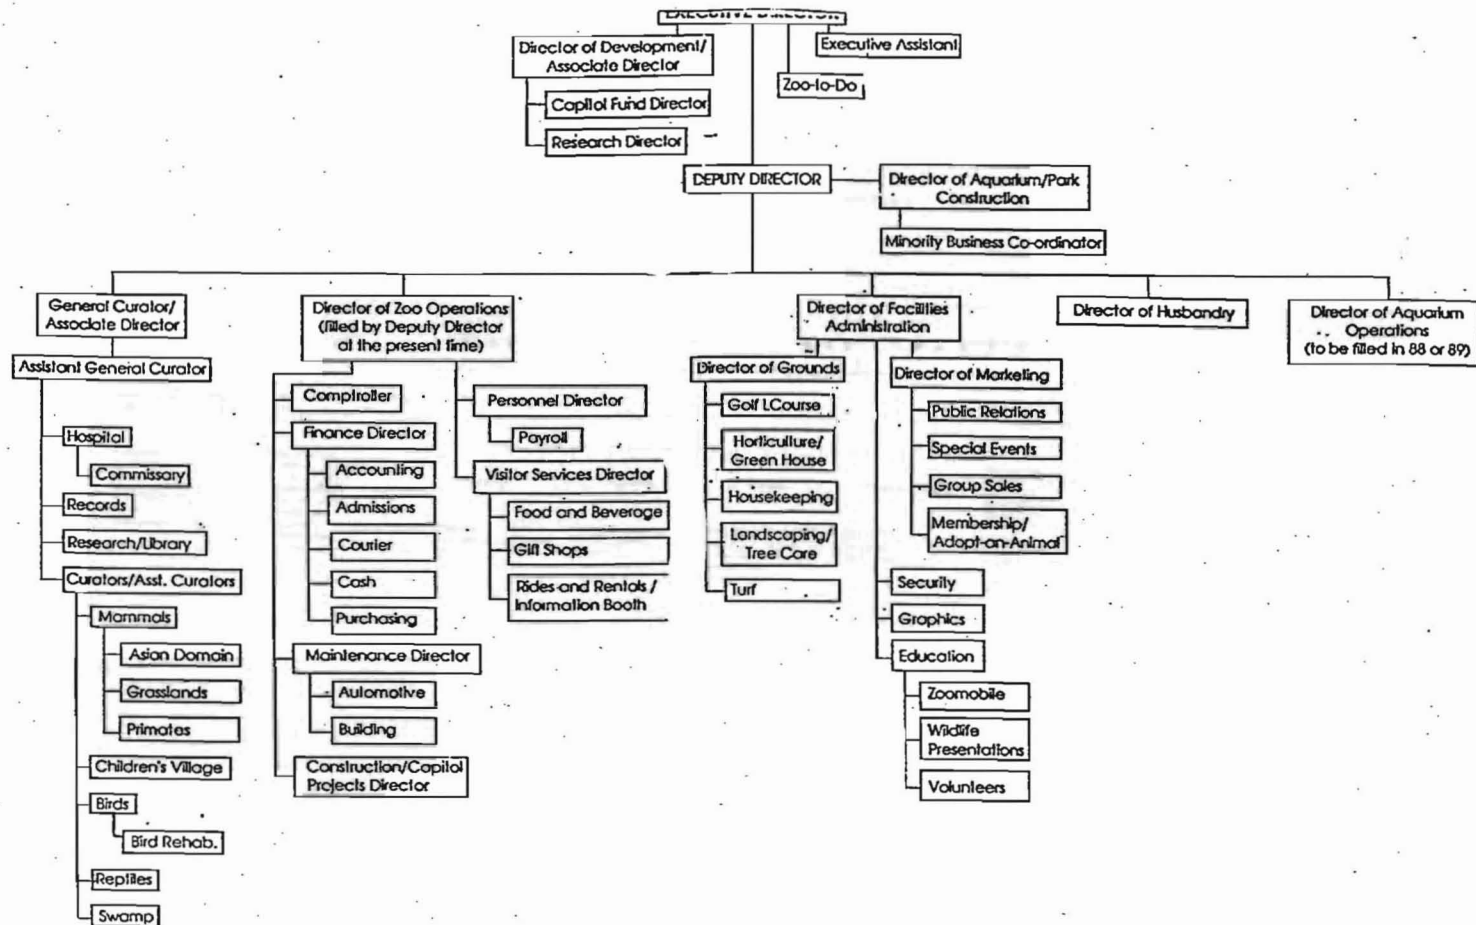 EXECUTIVE DIRECTOR
Director of Development/
Associate Director
Executive Assistant
Zoo-to-Do
Capitol Fund Director
Research Director
DEPUTY DIRECTOR
Director of Aquarium/Park
Construction
Minority Business Co-ordinator
General Curator/
Associate Director
Director of Zoo Operations
(filled by Deputy Director
at the present time)
Director of Facilities
Administration
Director of Husbandry
Director of Aquarium
Operations
(to be filled in 88 or 89)
Assistant General Curator
Hospital
Commissary
Records
Research/Library
Curators/Asst. Curators
Mammals
Asian Domain
Grasslands
Primates
Children's Village
Birds
Bird Rehab.
Reptiles
Swamp
Comptroller
Finance Director
Accounting
Admissions
Courier
Cash
Purchasing
Maintenance Director
Automotive
Building
Construction/Capitol
Projects Director
Personnel Director
Payroll
Visitor Services Director
Food and Beverage
Gift Shops
Rides and Rentals /
Information Booth
Director of Grounds
Golf LCourse
Horticulture/
Green House
Housekeeping
Landscaping/
Tree Care
Turf
Director of Marketing
Public Relations
Special Events
Group Sales
Membership/
Adopt-an-Animal
Security
Graphics
Education
Zoomobile
Wildlife
Presentations
Volunteers